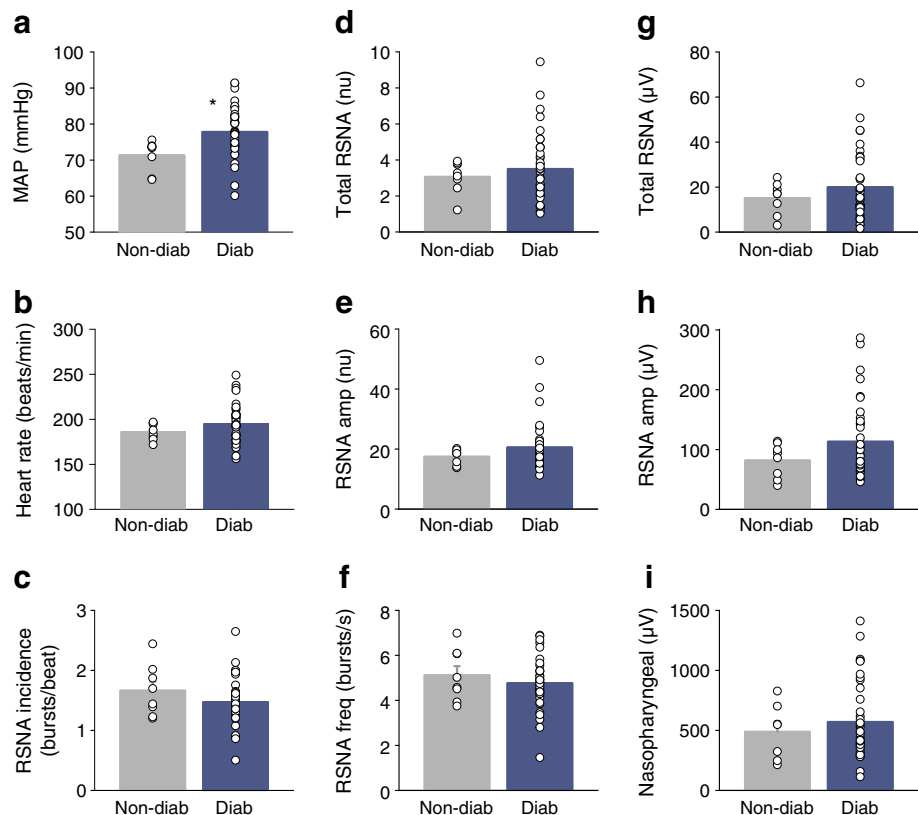 a
MAP (mmHg)
100
90
80
70
60
50
*
Non-diab
Diab
b
Heart rate (beats/min)
300
250
200
150
100
Non-diab
Diab
c
RSNA incidence
(bursts/beat)
3
2
1
0
Non-diab
Diab
d
Total RSNA (nu)
10
8
6
4
2
0
Non-diab
Diab
e
RSNA amp (nu)
60
40
20
0
Non-diab
Diab
f
RSNA freq (bursts/s)
8
6
4
2
0
Non-diab
Diab
g
Total RSNA (µV)
80
60
40
20
0
Non-diab
Diab
h
RSNA amp (µV)
300
200
100
0
Non-diab
Diab
i
Nasopharyngeal (µV)
1500
1000
500
0
Non-diab
Diab